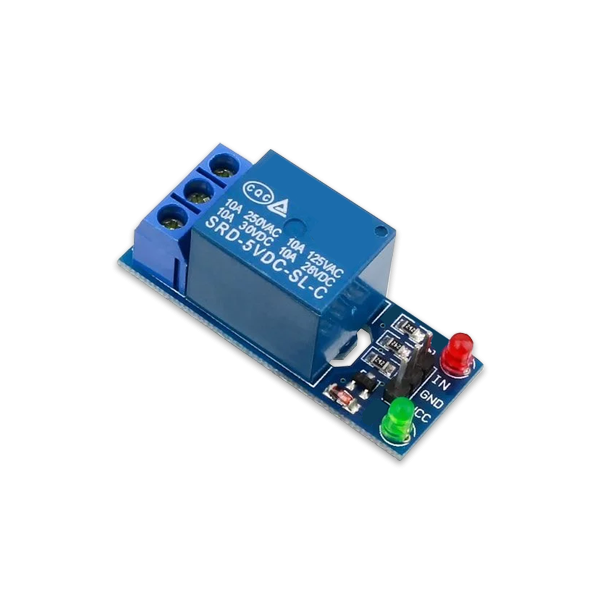 CQC
10A 250VAC 10A 125VAC
10A 30VDC 10A 28VDC
SRD-5VDC-SL-C
IN
GND
VCC